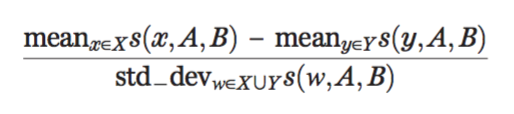 mean_{x∈X}s(x, A, B) − mean_{y∈Y}s(y, A, B)
std_dev_{w∈X∪Y}s(w, A, B)